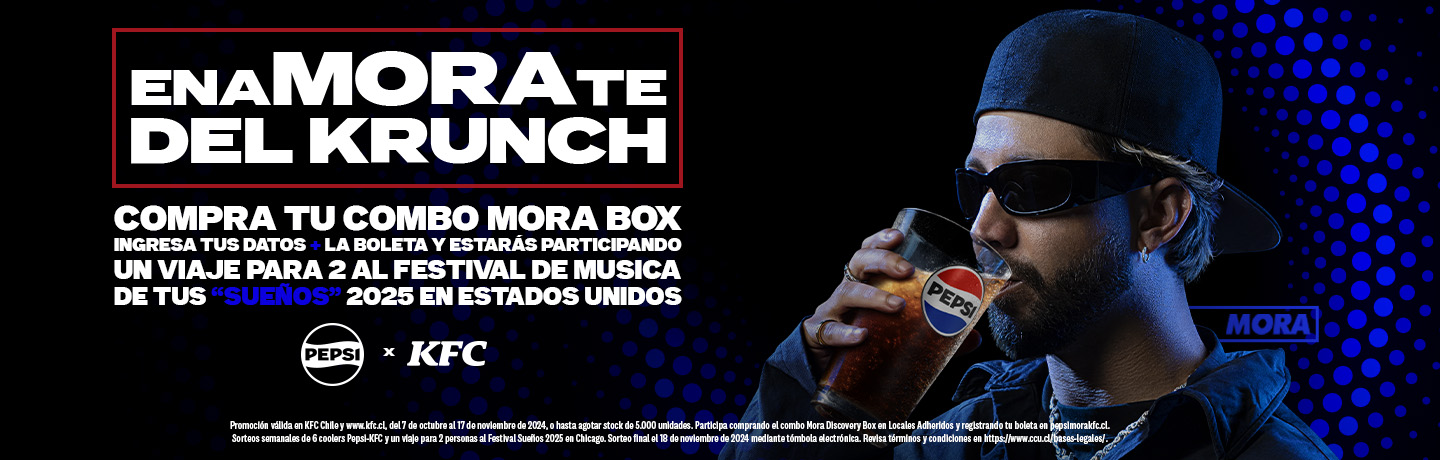 ENAMORATE
DEL KRUNCH
COMPRA TU COMBO MORA BOX
INGRESA TUS DATOS + LA BOLETA Y ESTARÁS PARTICIPANDO
UN VIAJE PARA 2 AL FESTIVAL DE MUSICA
DE TUS “SUEÑOS” 2025 EN ESTADOS UNIDOS
PEPSI x KFC
PEPSI
MORA
Promoción válida en KFC Chile y www.kfc.cl, del 7 de octubre al 17 de noviembre de 2024, o hasta agotar stock de 5.000 unidades. Participa comprando el combo Mora Discovery Box en Locales Adheridos y registrando tu boleta en pepsimorakfc.cl.
Sorteos semanales de 6 coolers Pepsi-KFC y un viaje para 2 personas al Festival Sueños 2025 en Chicago. Sorteo final el 18 de noviembre de 2024 mediante tómbola electrónica. Revisa términos y condiciones en https://www.ccu.cl/bases-legales/.